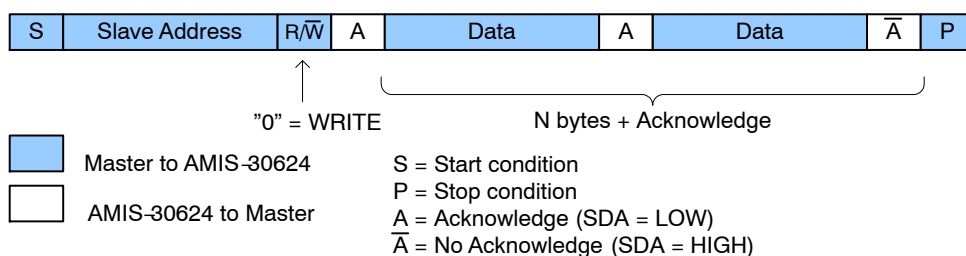 S Slave Address R/W̅ A Data A Data A̅ P
”0” = WRITE
N bytes + Acknowledge
Master to AMIS−30624
AMIS−30624 to Master
S = Start condition
P = Stop condition
A = Acknowledge (SDA = LOW)
A̅ = No Acknowledge (SDA = HIGH)